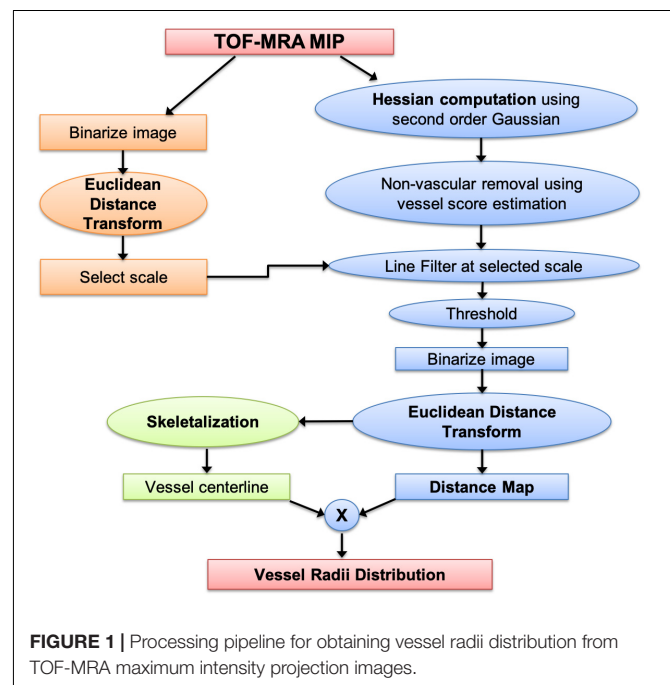 TOF-MRA MIP
Binarize image
Hessian computation using
second order Gaussian
Euclidean
Distance
Transform
Non-vascular removal using
vessel score estimation
Select scale
Line Filter at selected scale
Threshold
Binarize image
Skeletalization
Euclidean Distance
Transform
Vessel centerline
Distance Map
X
Vessel Radii Distribution
FIGURE 1 | Processing pipeline for obtaining vessel radii distribution from
TOF-MRA maximum intensity projection images.